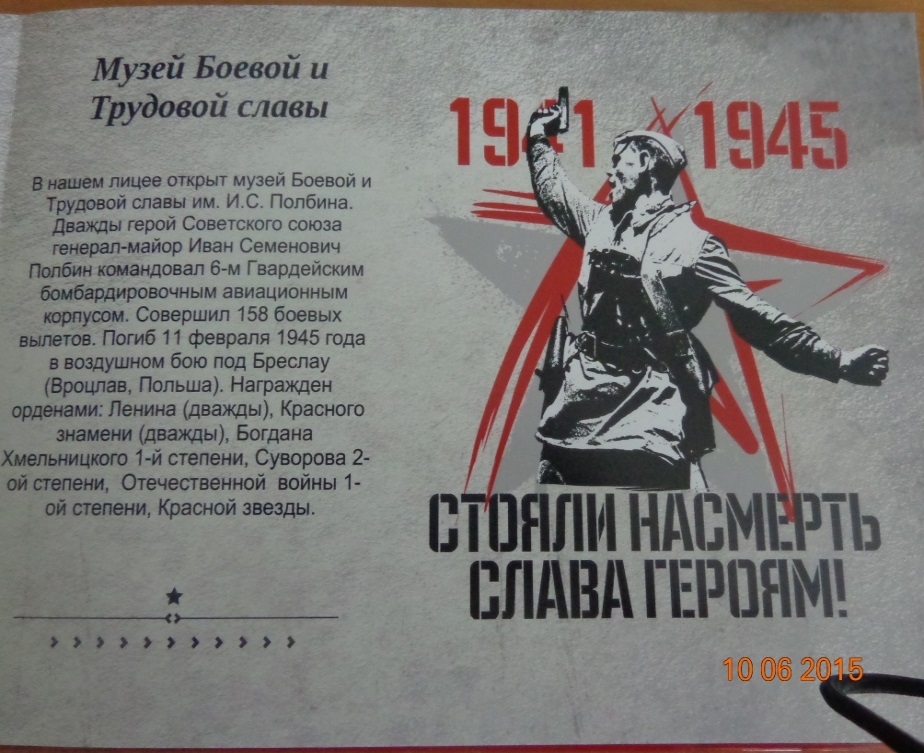 Музей Боевой и
Трудовой славы
В нашем лицее открыт музей Боевой и
Трудовой славы им. И.С. Полбина.
Дважды герой Советского союза
генерал-майор Иван Семенович
Полбин командовал 6-м Гвардейским
бомбардировочным авиационным
корпусом. Совершил 158 боевых
вылетов. Погиб 11 февраля 1945 года
в воздушном бою под Бреслау
(Вроцлав, Польша). Награжден
орденами: Ленина (дважды), Красного
знамени (дважды), Богдана
Хмельницкого 1-й степени, Суворова 2-
ой степени, Отечественной войны 1-
ой степени, Красной звезды.
1941 1945
СТОЯЛИ НАСМЕРТЬ
СЛАВА ГЕРОЯМ!
10 06 2015